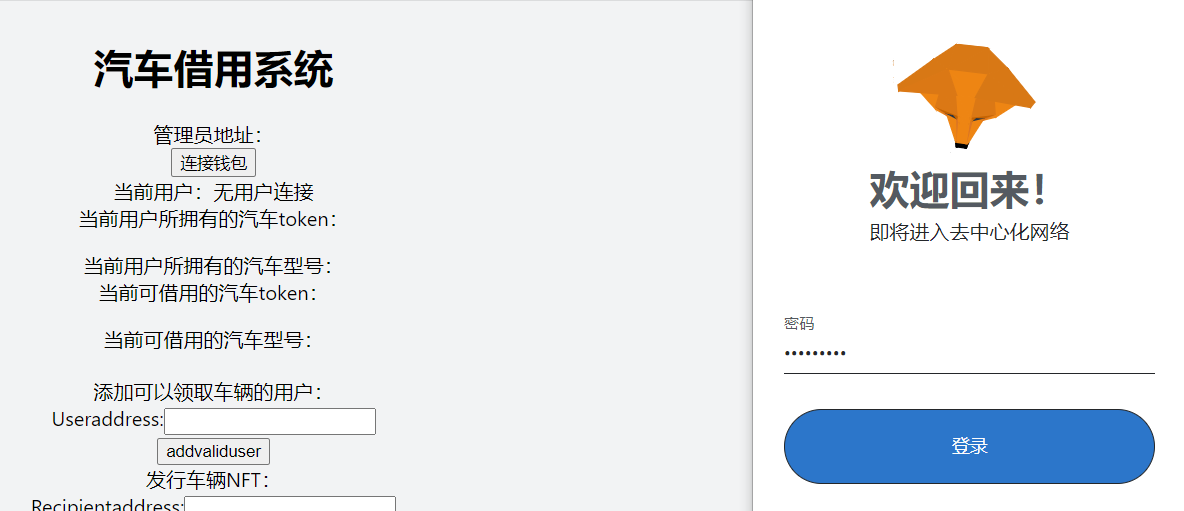 汽车借用系统
管理员地址：
连接钱包
当前用户：无用户连接
当前用户所拥有的汽车token：
当前用户所拥有的汽车型号：
当前可借用的汽车token：
当前可借用的汽车型号：
添加可以领取车辆的用户：
Useraddress:
addvaliduser
发行车辆NFT：
Recipientaddress:
欢迎回来！
即将进入去中心化网络
密码
•••••••••
登录